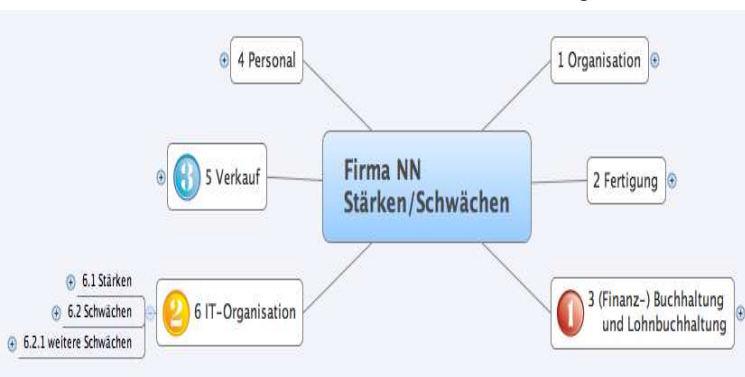 4 Personal
1 Organisation
3
5 Verkauf
Firma NN
Stärken/Schwächen
2 Fertigung
6.1 Stärken
6.2 Schwächen
6.2.1 weitere Schwächen
2
6 IT-Organisation
1
3 (Finanz-) Buchhaltung
und Lohnbuchhaltung